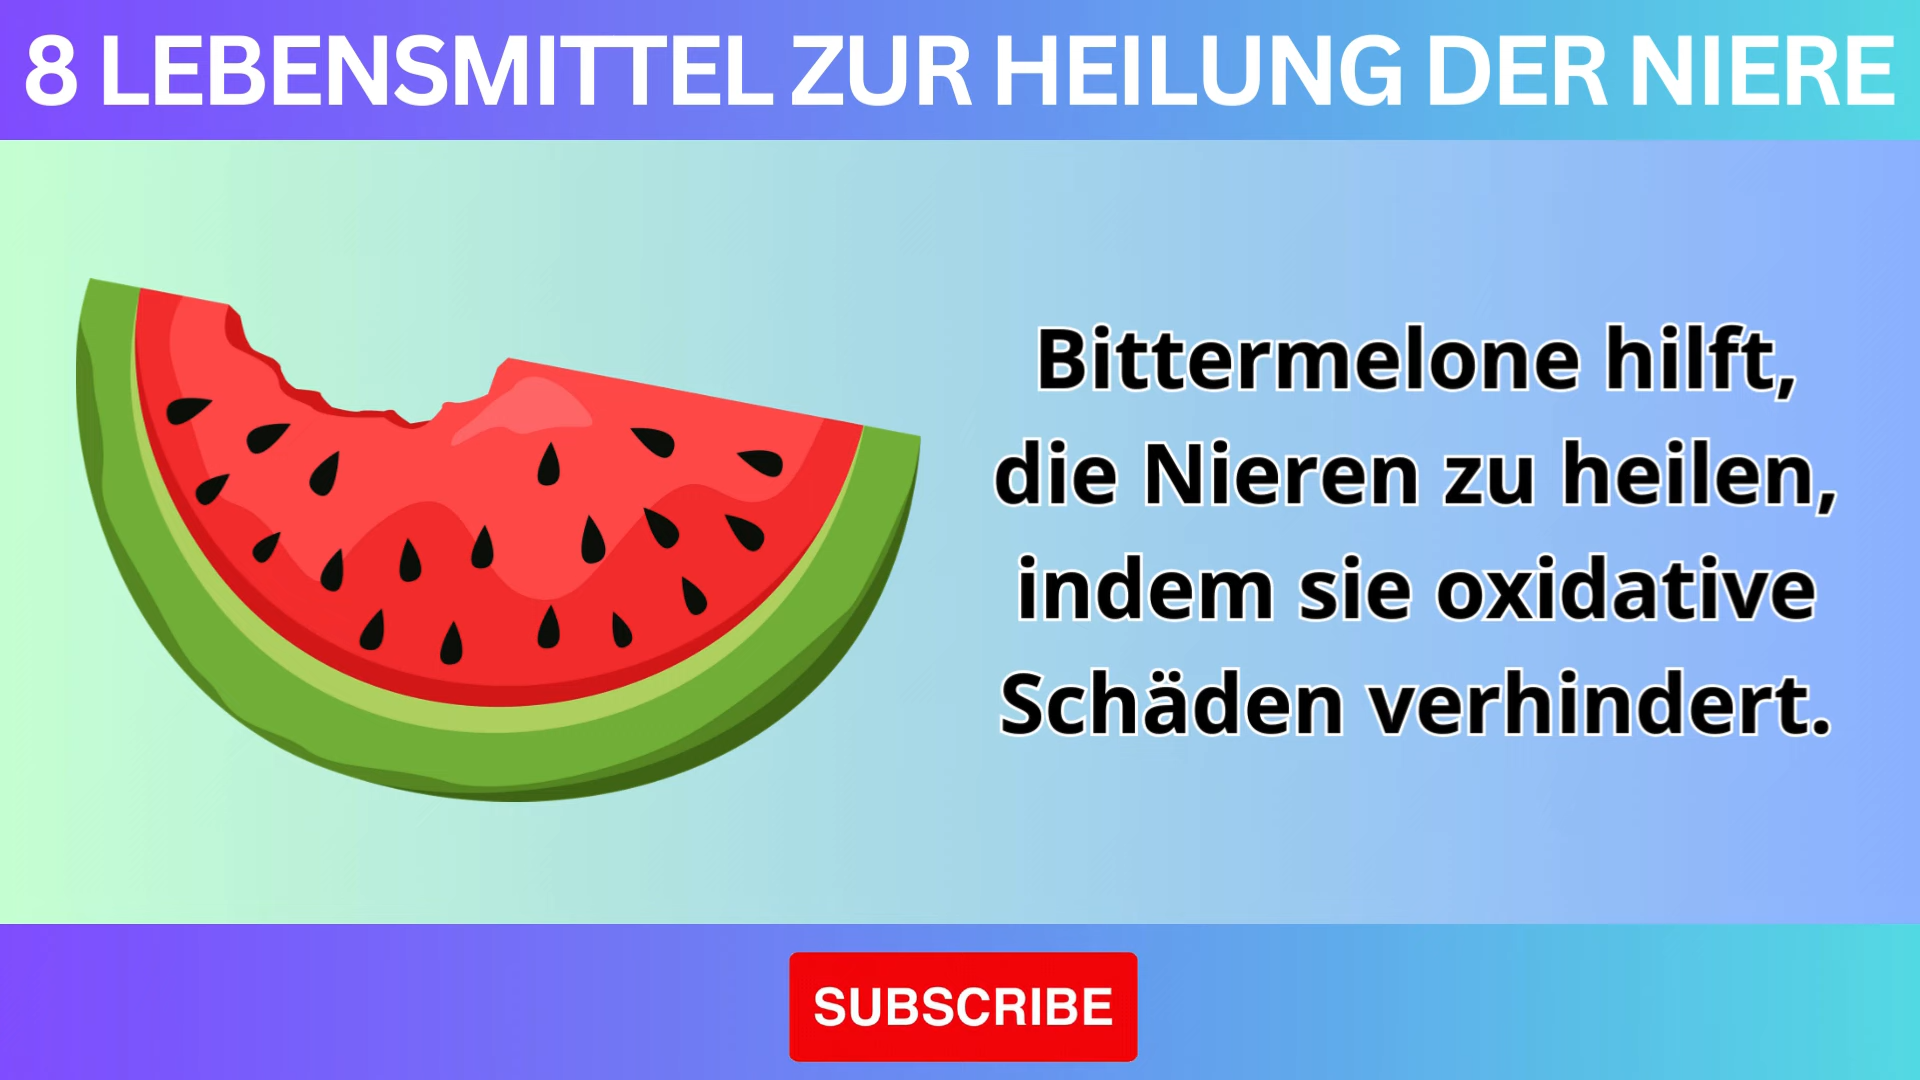 8 LEBENSMITTEL ZUR HEILUNG DER NIERE
Bittermelone hilft,
die Nieren zu heilen,
indem sie oxidative
Schäden verhindert.
SUBSCRIBE